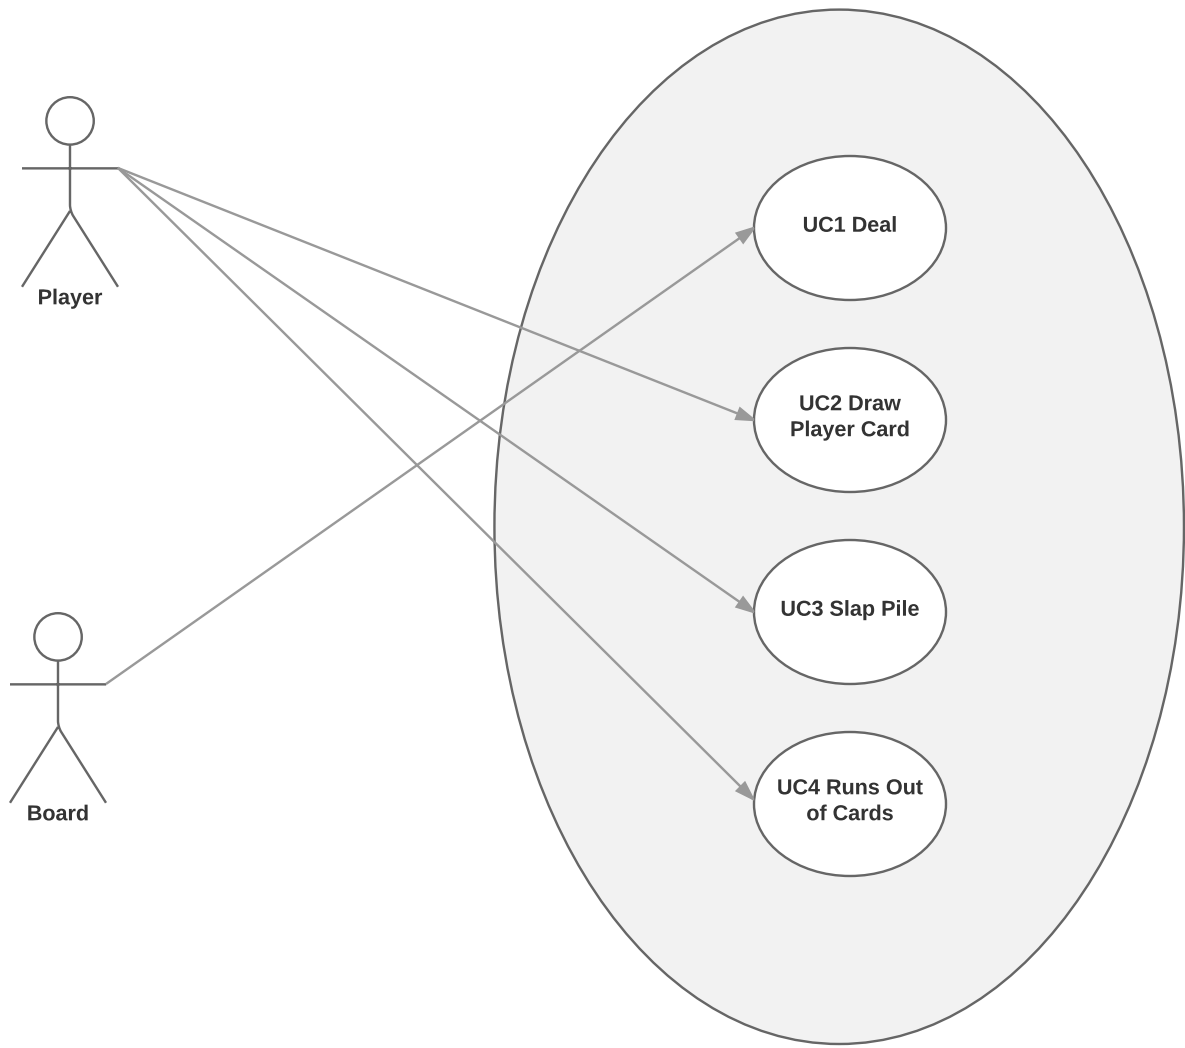 Player
Board
UC1 Deal
UC2 Draw
Player Card
UC3 Slap Pile
UC4 Runs Out
of Cards